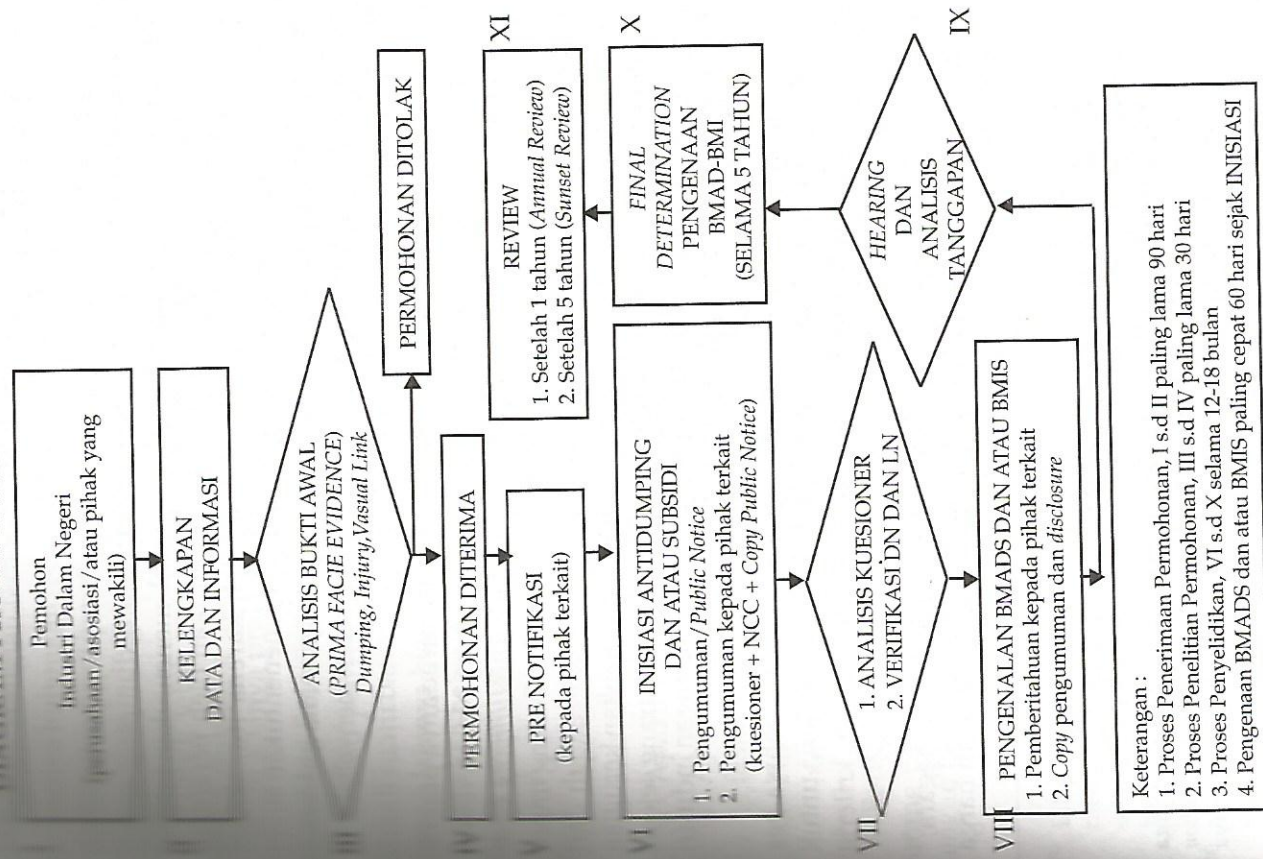 I
Pemohon
Industri Dalam Negeri
(perusahaan/asosiasi/atau pihak yang
mewakili)
II
KELENGKAPAN
DATA DAN INFORMASI
III
ANALISIS BUKTI AWAL
(PRIMA FACIE EVIDENCE)
Dumping, Injury,Vasual Link
PERMOHONAN DITOLAK
IV
PERMOHONAN DITERIMA
V
PRE NOTIFIKASI
(kepada pihak terkait)
VI
INISIASI ANTIDUMPING
DAN ATAU SUBSIDI
1. Pengumuman/Public Notice
2. Pengumuman kepada pihak terkait
(kuesioner + NCC + Copy Public Notice)
VII
1. ANALISIS KUESIONER
2. VERIFIKASI DN DAN LN
VIII
PENGENALAN BMADS DAN ATAU BMIS
1. Pemberitahuan kepada pihak terkait
2. Copy pengumuman dan disclosure
IX
HEARING
DAN
ANALISIS
TANGGAPAN
X
FINAL
DETERMINATION
PENGENAAN
BMAD-BMI
(SELAMA 5 TAHUN)
XI
REVIEW
1. Setelah 1 tahun (Annual Review)
2. Setelah 5 tahun (Sunset Review)
Keterangan :
1. Proses Penerimaan Permohonan, I s.d II paling lama 90 hari
2. Proses Penelitian Permohonan, III s.d IV paling lama 30 hari
3. Proses Penyelidikan, VI s.d X selama 12-18 bulan
4. Pengenaan BMADS dan atau BMIS paling cepat 60 hari sejak INISIASI